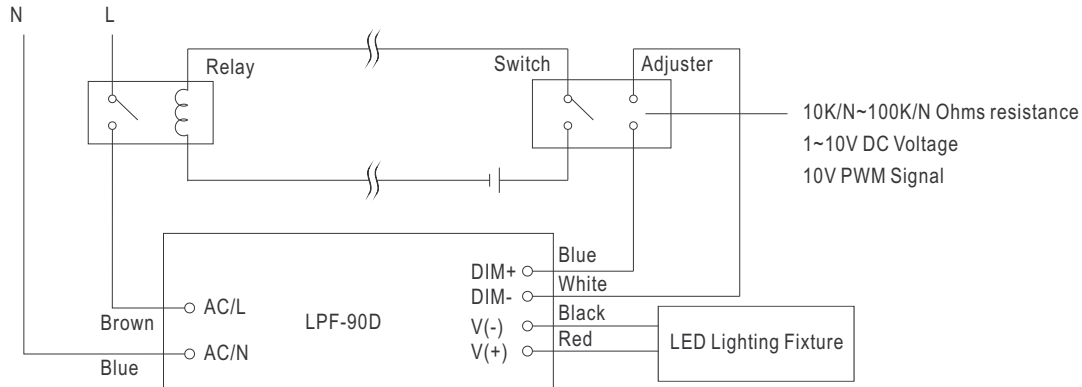 N L
Relay
Switch
Adjuster
10K/N~100K/N Ohms resistance
1~10V DC Voltage
10V PWM Signal
Blue
DIM+
White
DIM-
Black
V(-)
Red
V(+)
LED Lighting Fixture
AC/L
Brown
LPF-90D
AC/N
Blue